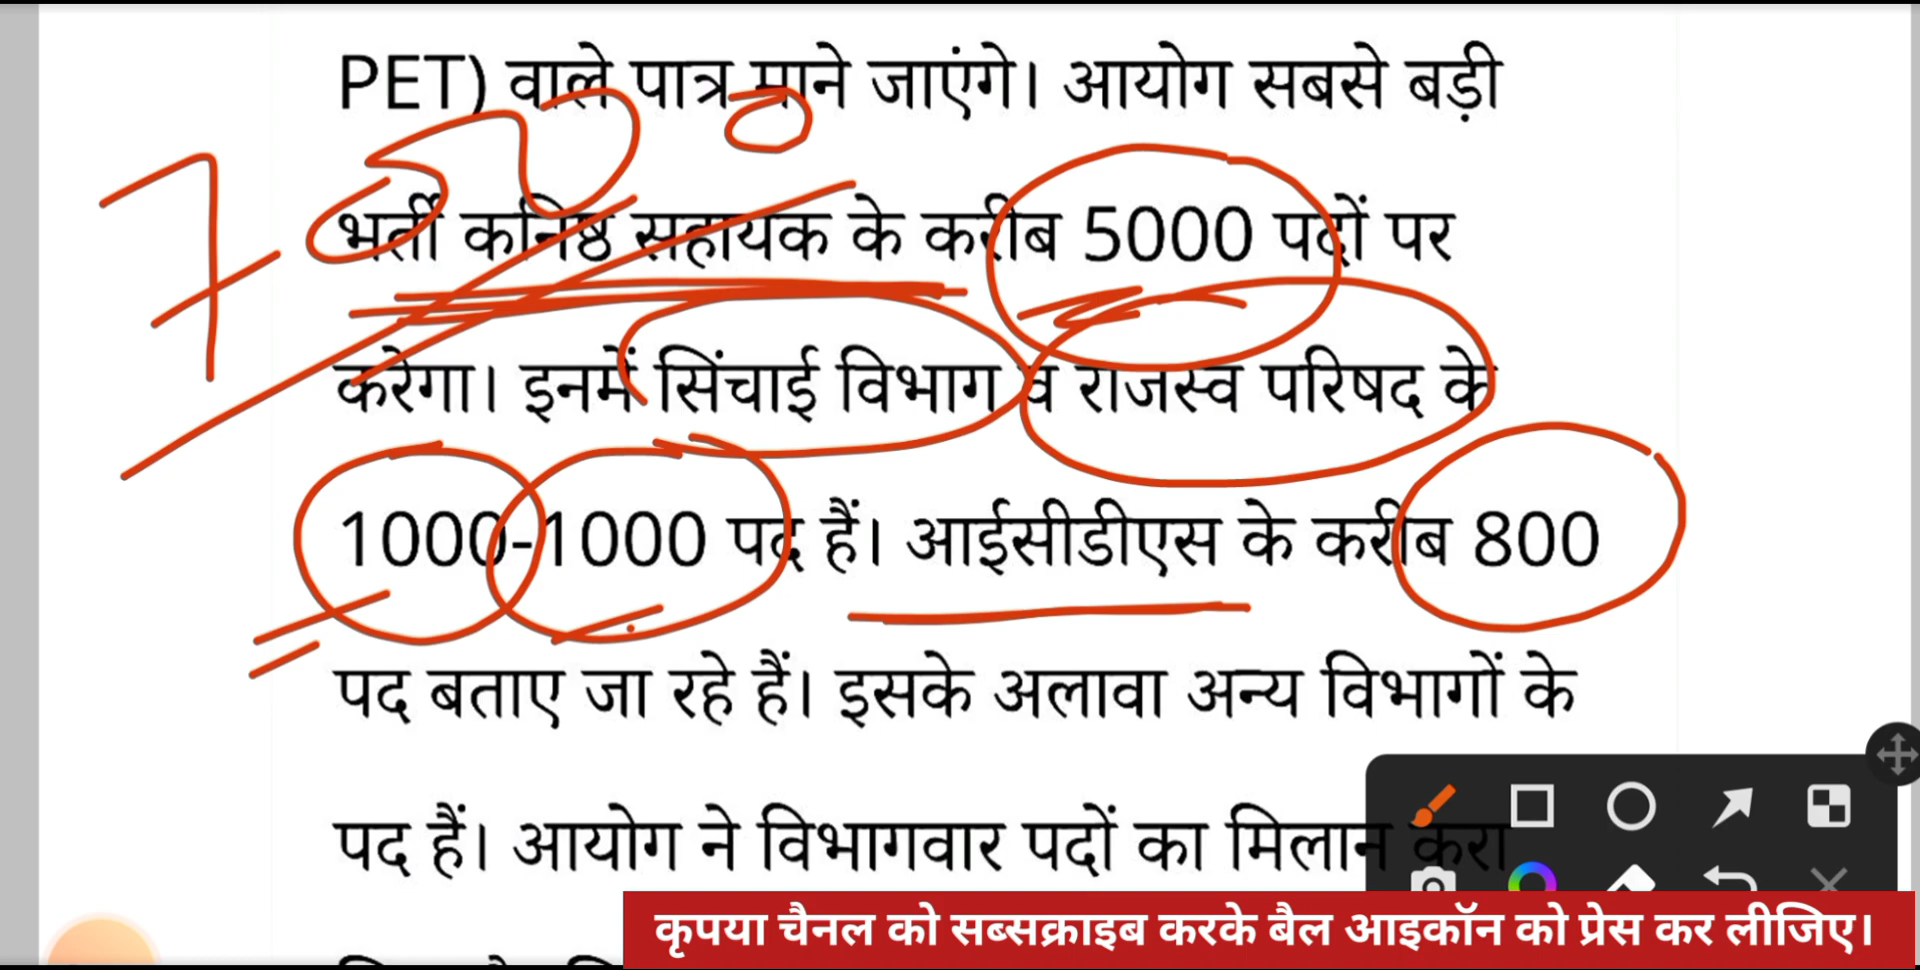 PET) वाले पात्र माने जाएंगे। आयोग सबसे बड़ी
भर्ती कनिष्ठ सहायक के करीब 5000 पदों पर
करेगा। इनमें सिंचाई विभाग व राजस्व परिषद के
1000-1000 पद हैं। आईसीडीएस के करीब 800
पद बताए जा रहे हैं। इसके अलावा अन्य विभागों के
पद हैं। आयोग ने विभागवार पदों का मिलान करा
कृपया चैनल को सब्सक्राइब करके बैल आइकॉन को प्रेस कर लीजिए।